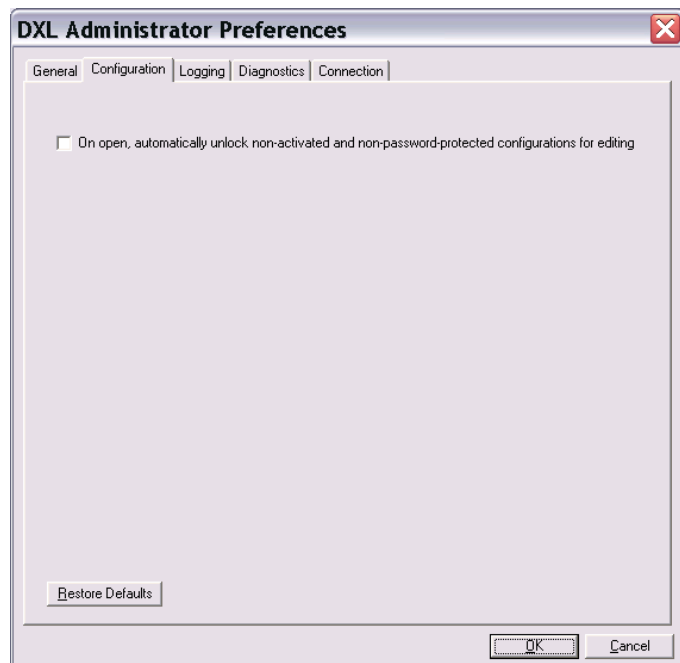 DXL Administrator Preferences
General Configuration Logging Diagnostics Connection
On open, automatically unlock non-activated and non-password-protected configurations for editing
Restore Defaults
OK Cancel